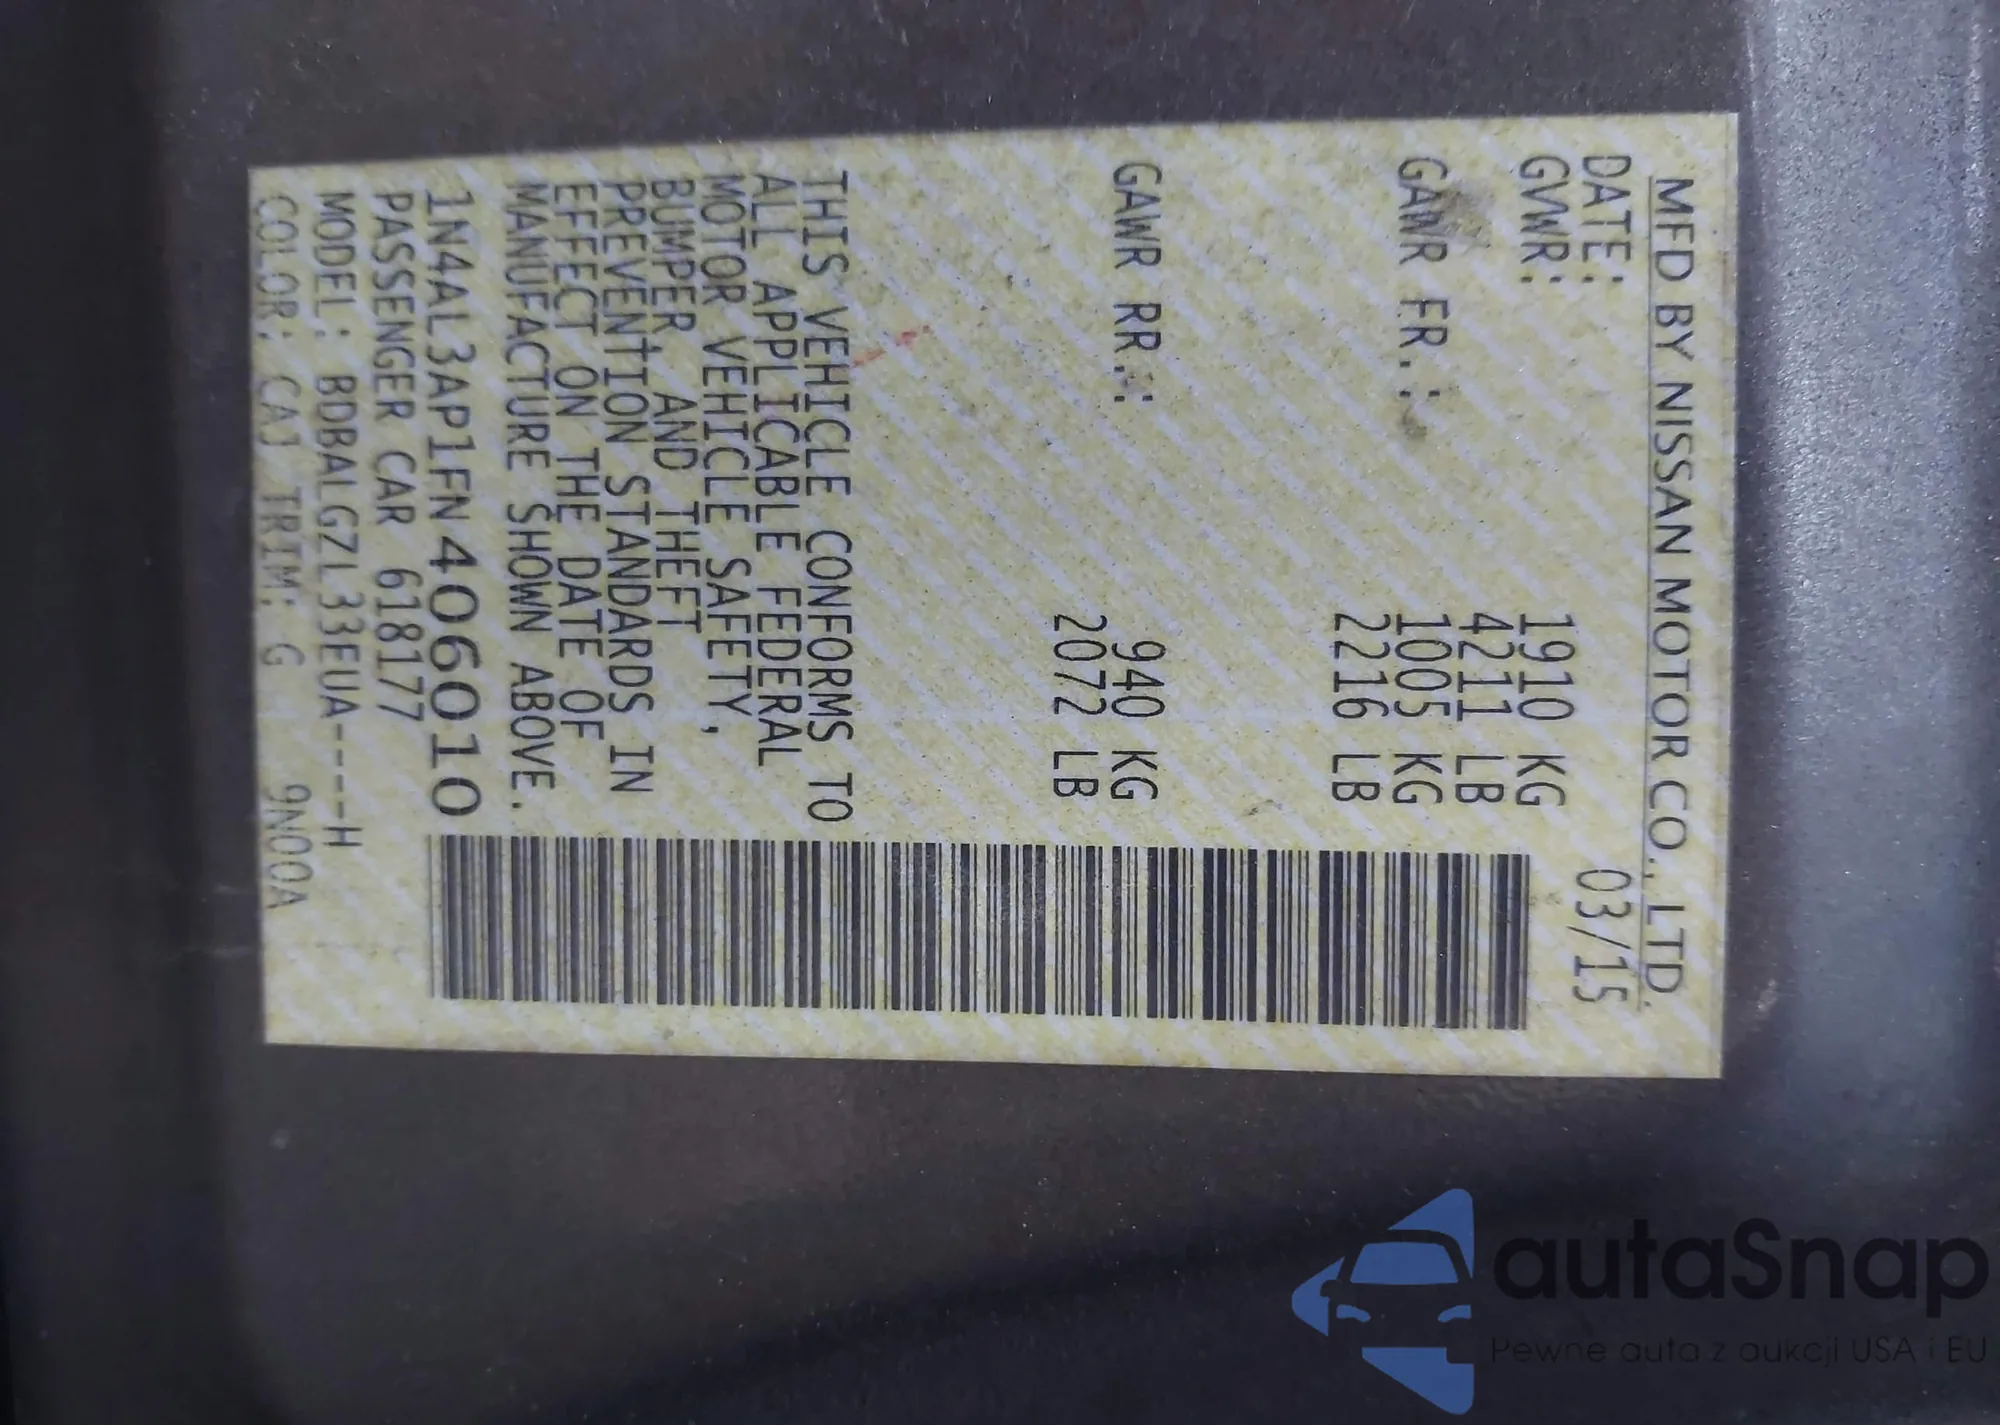 MFD BY NISSAN MOTOR CO., LTD.
DATE: 03/15
GVWR: 1910 KG
4211 LB
GAWR FR.: 1005 KG
2216 LB
GAWR RR.: 940 KG
2072 LB
THIS VEHICLE CONFORMS TO
ALL APPLICABLE FEDERAL
MOTOR VEHICLE SAFETY,
BUMPER, AND THEFT
PREVENTION STANDARDS IN
EFFECT ON THE DATE OF
MANUFACTURE SHOWN ABOVE.
1N4AL3AP1FN406010
PASSENGER CAR 618177
MODEL: BDBALGZL33EUA----H
COLOR: CAJ TRIM: G 9N00A
autaSnap
Pewne auta z aukcji USA i EU